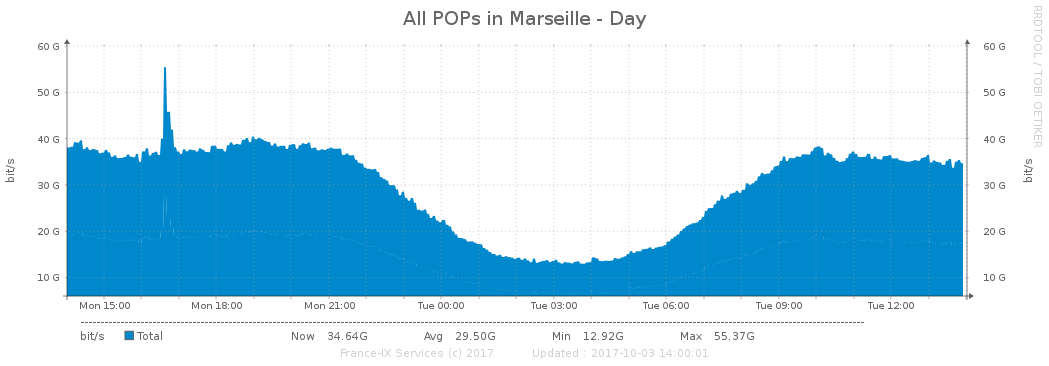 All POPs in Marseille - Day
RRDTOOL / TOBI OETIKER
60 G 60 G
50 G 50 G
40 G 40 G
30 G 30 G
20 G 20 G
10 G 10 G
bit/s bit/s
Mon 15:00 Mon 18:00 Mon 21:00 Tue 00:00 Tue 03:00 Tue 06:00 Tue 09:00 Tue 12:00
bit/s Total Now 34.64G Avg 29.50G Min 12.92G Max 55.37G
France-IX Services (c) 2017 Updated : 2017-10-03 14:00:01